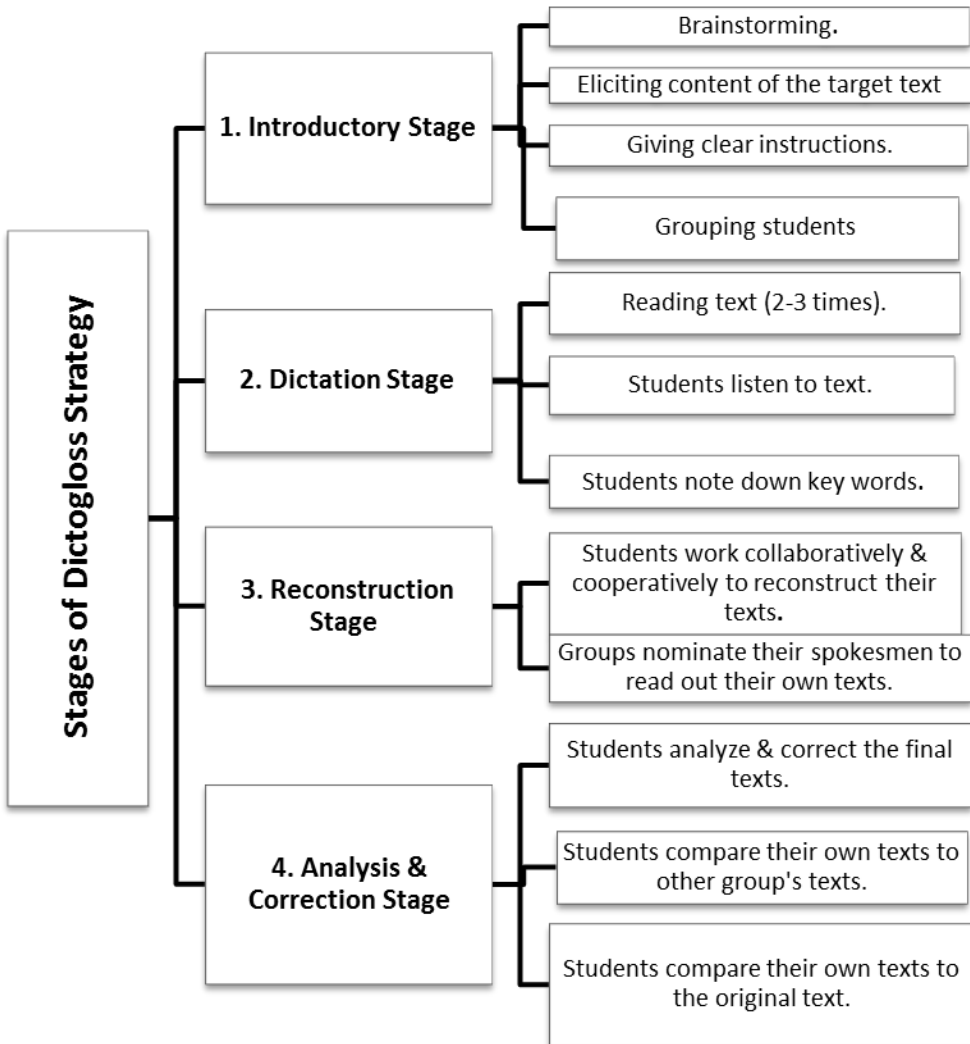 Stages of Dictogloss Strategy
1. Introductory Stage
Brainstorming.
Eliciting content of the target text
Giving clear instructions.
Grouping students
2. Dictation Stage
Reading text (2-3 times).
Students listen to text.
Students note down key words.
3. Reconstruction
Stage
Students work collaboratively &
cooperatively to reconstruct their
texts.
Groups nominate their spokesmen to
read out their own texts.
4. Analysis &
Correction Stage
Students analyze & correct the final
texts.
Students compare their own texts to
other group's texts.
Students compare their own texts to
the original text.